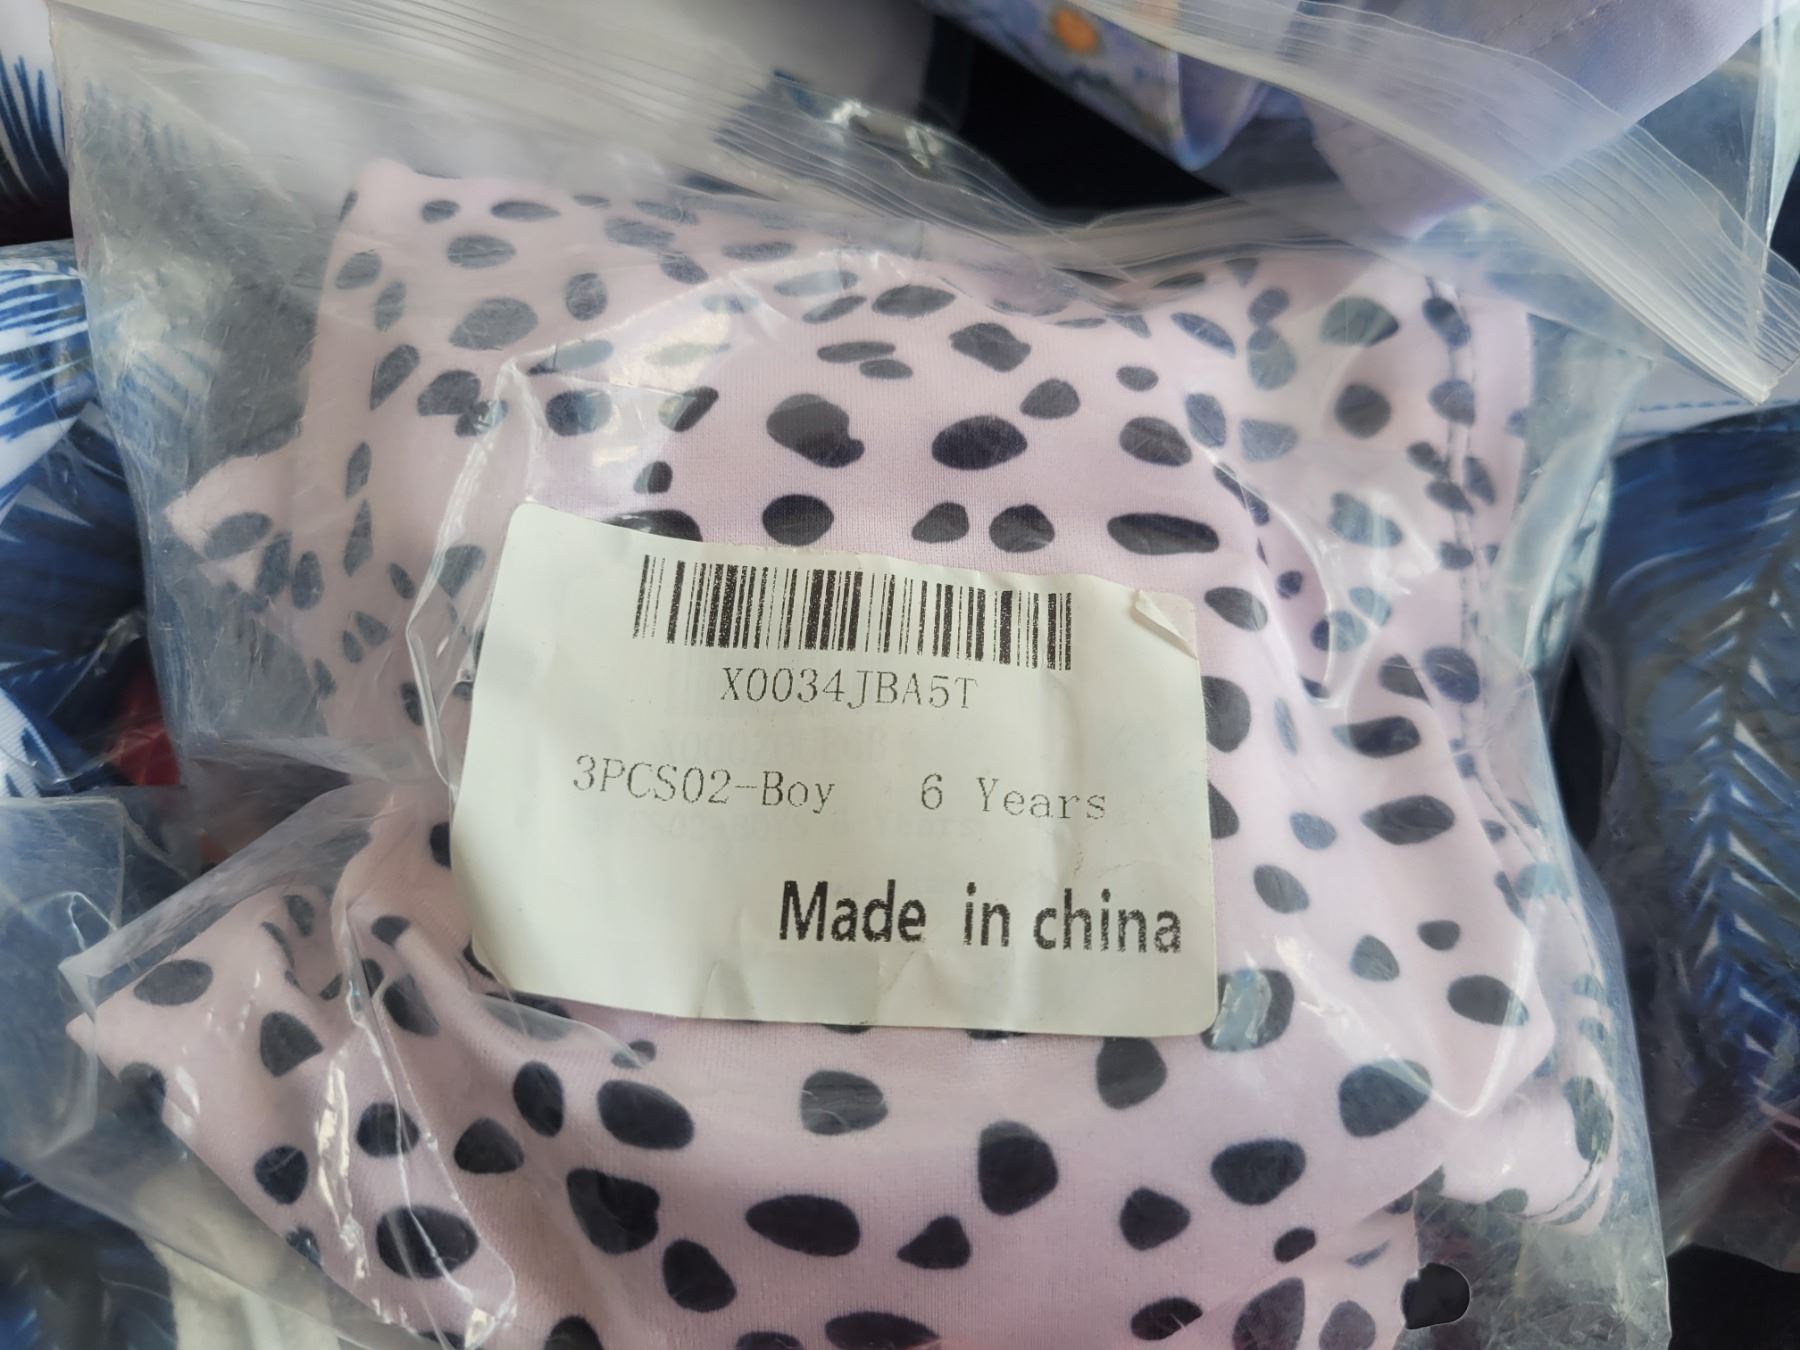 X0034JBA5T
3PCS02-Boy 6 Years
Made in china